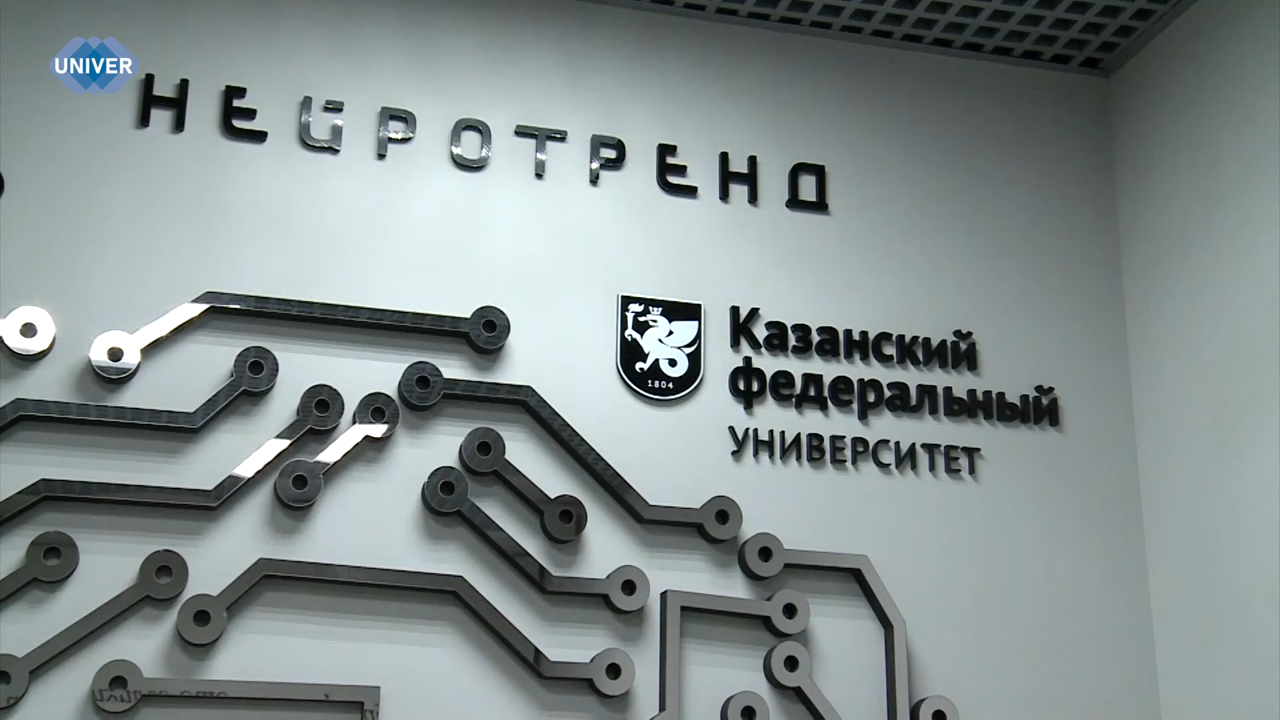 UNIVER
НЕЙРОТРЕНД
1804
Казанский
федеральный
УНИВЕРСИТЕТ